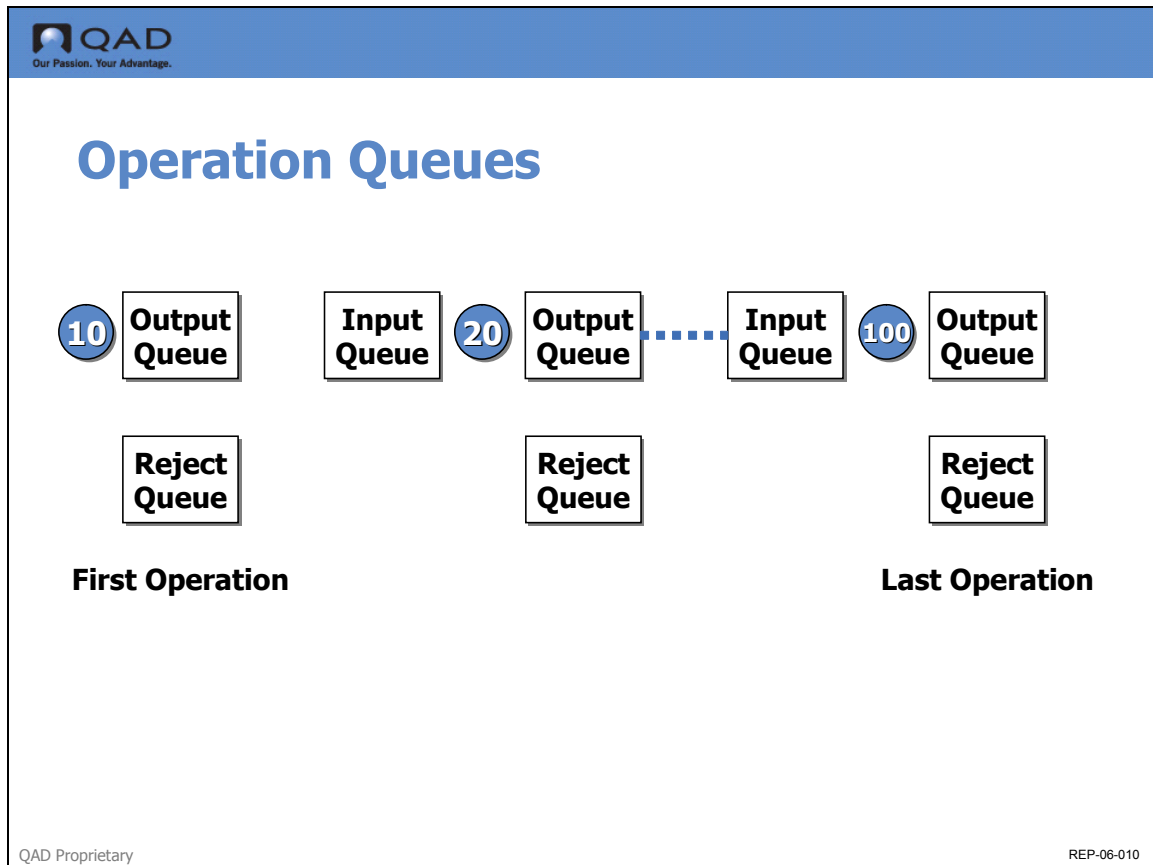 QAD
Our Passion. Your Advantage.
Operation Queues
10
Output
Queue
Input
Queue
20
Output
Queue
Input
Queue
100
Output
Queue
Reject
Queue
Reject
Queue
Reject
Queue
First Operation
Last Operation
QAD Proprietary
REP-06-010